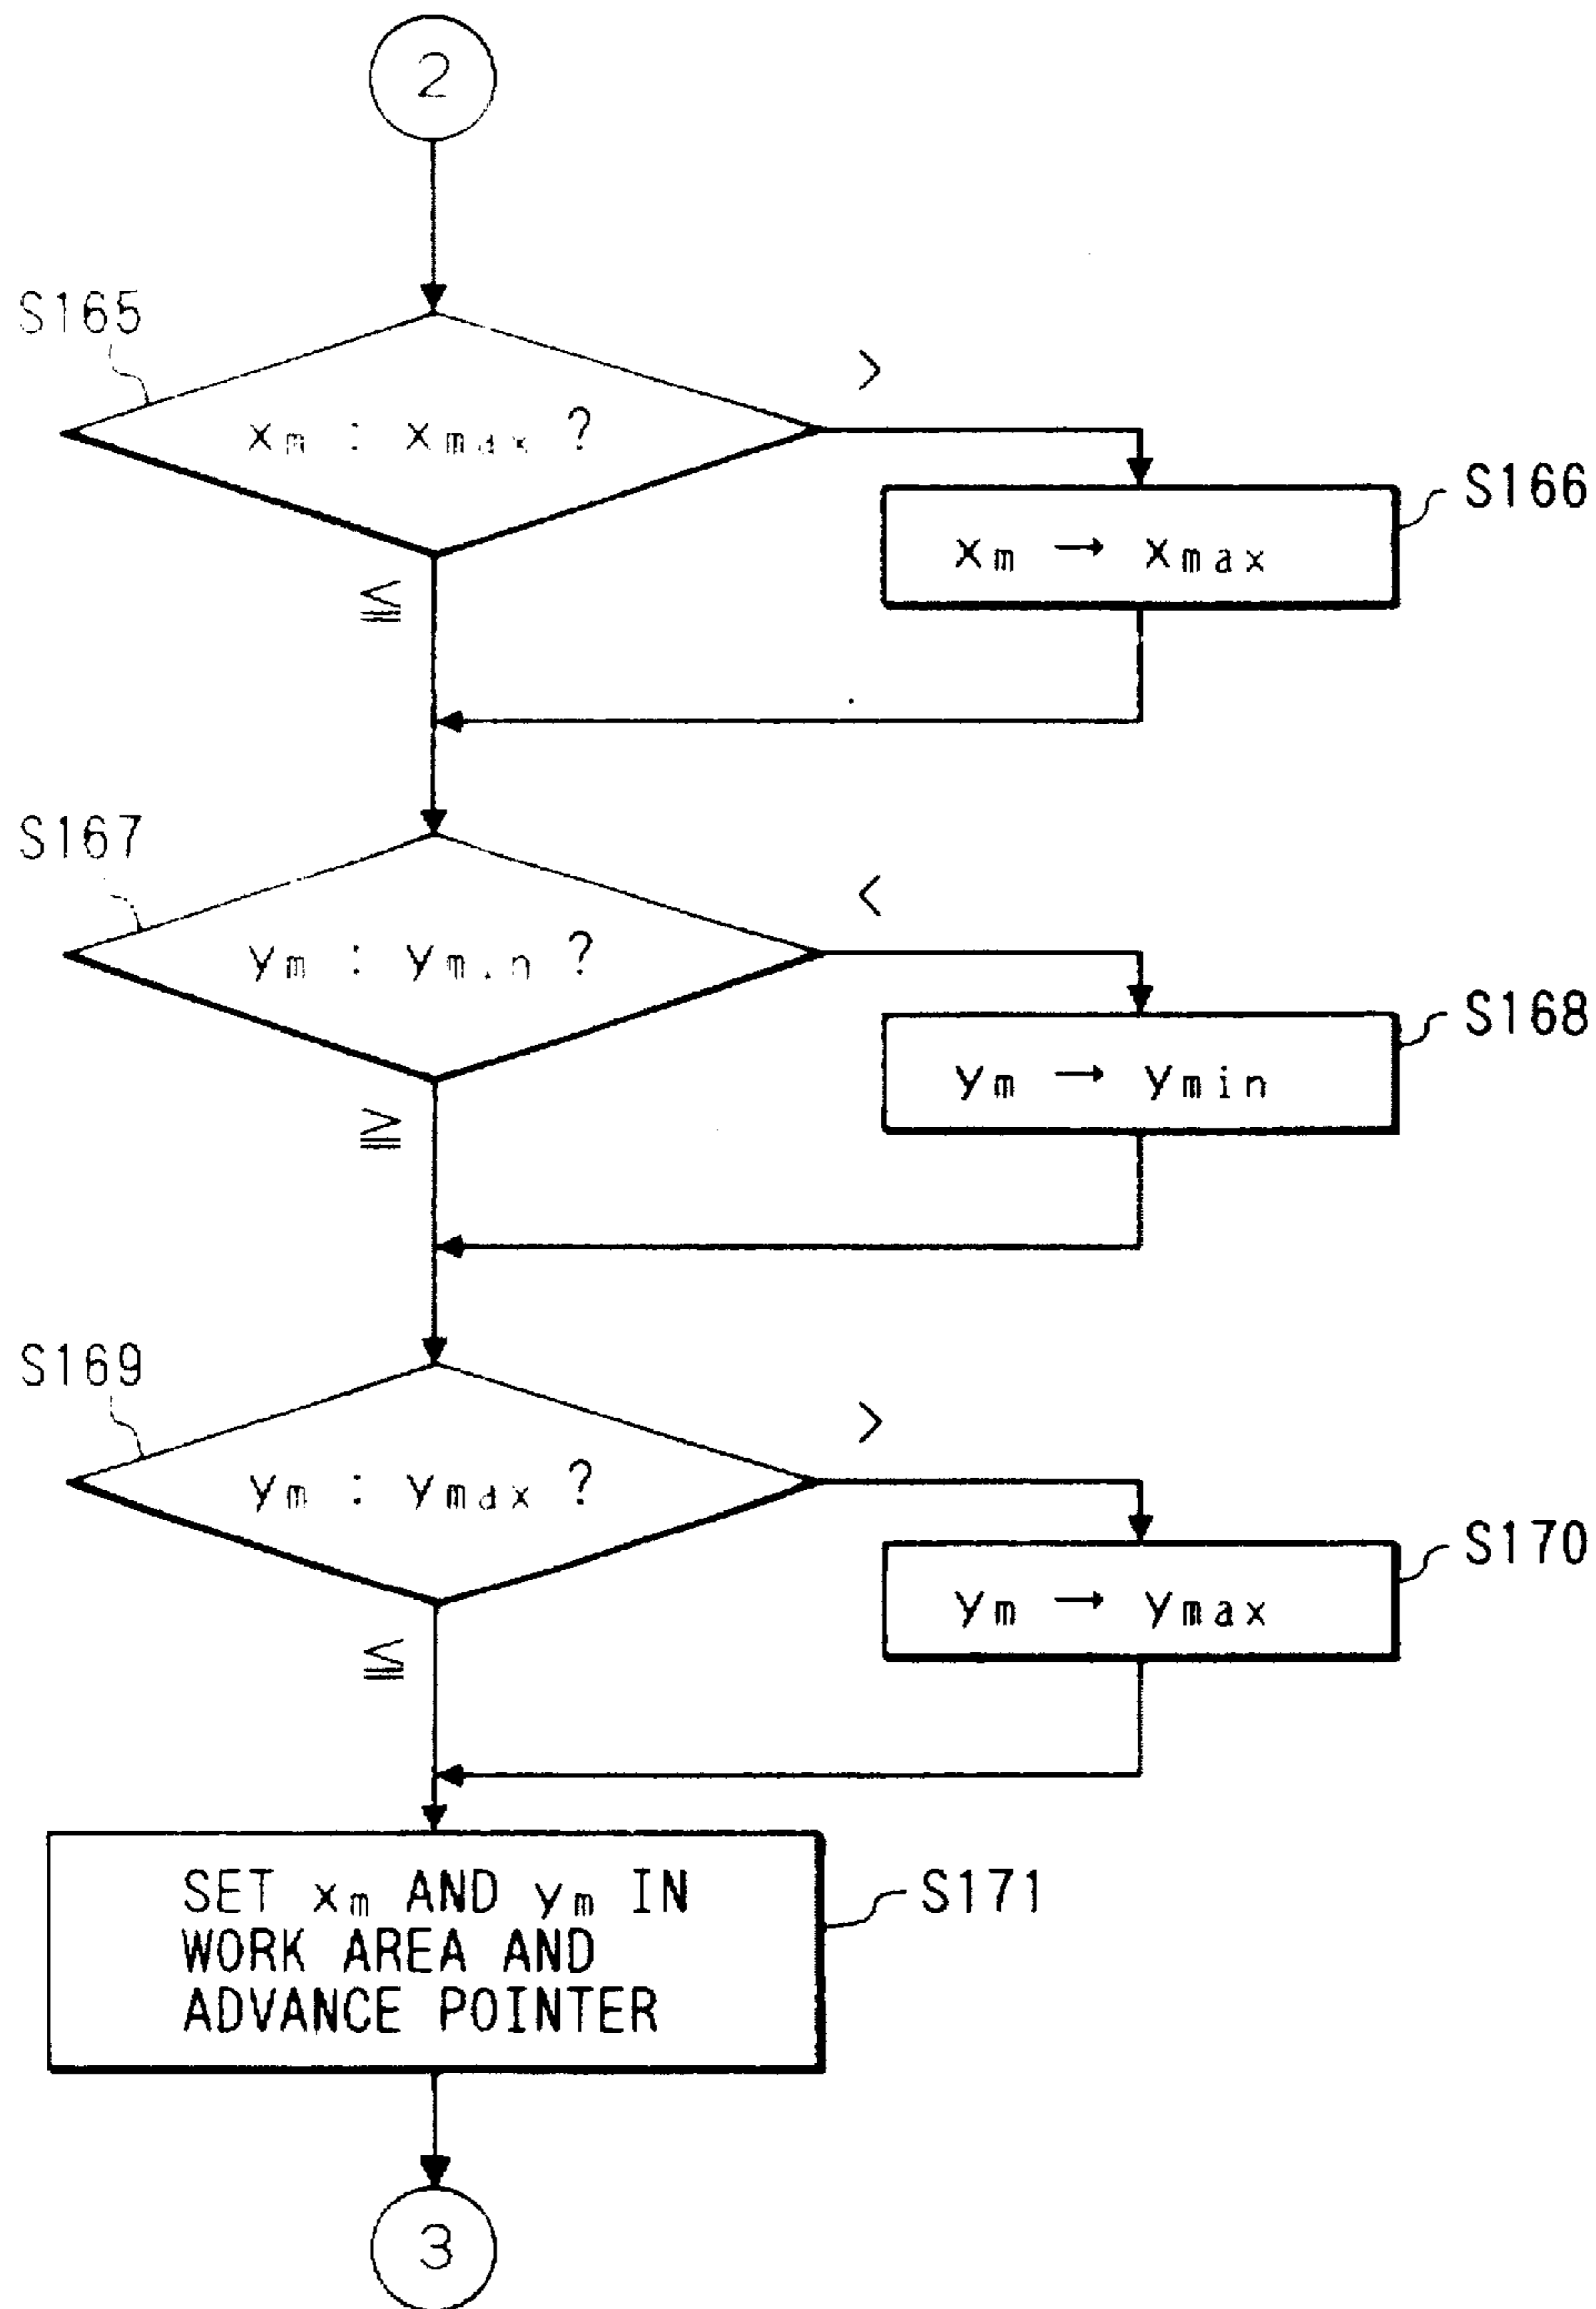 2
S165
>
xm : xmax ?
S166
xm → xmax
≦
S167
<
ym : ymin ?
S168
ym → ymin
≧
S169
>
ym : ymax ?
S170
ym → ymax
≦
SET xm AND ym IN
WORK AREA AND
ADVANCE POINTER
S171
3